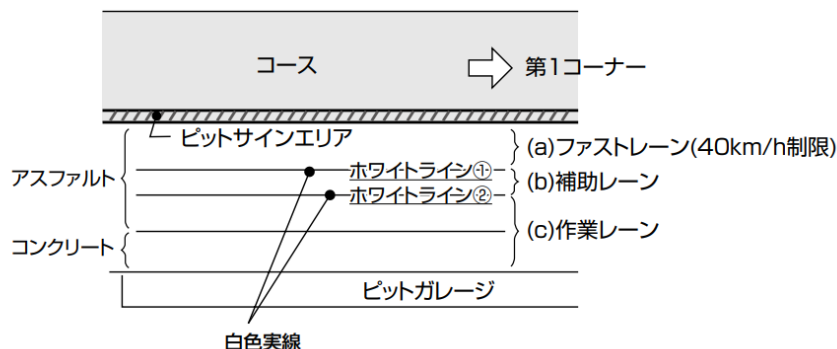 コース
第1コーナー
ピットサインエリア
(a)ファストレーン(40km/h制限)
アスファルト
ホワイトライン①
(b)補助レーン
ホワイトライン②
(c)作業レーン
コンクリート
ピットガレージ
白色実線